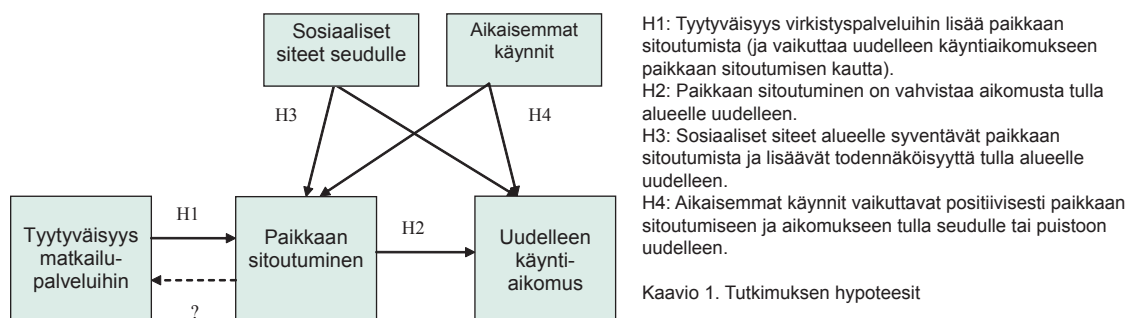 Sosiaaliset
siteet seudulle
Aikaisemmat
käynnit
H3
H4
Tyytyväisyys
matkailu-
palveluihin
H1
?
Paikkaan
sitoutuminen
H2
Uudelleen
käynti-
aikomus
H1: Tyytyväisyys virkistyspalveluihin lisää paikkaan
sitoutumista (ja vaikuttaa uudelleen käyntiaikomukseen
paikkaan sitoutumisen kautta).
H2: Paikkaan sitoutuminen on vahvistaa aikomusta tulla
alueelle uudelleen.
H3: Sosiaaliset siteet alueelle syventävät paikkaan
sitoutumista ja lisäävät todennäköisyyttä tulla alueelle
uudelleen.
H4: Aikaisemmat käynnit vaikuttavat positiivisesti paikkaan
sitoutumiseen ja aikomukseen tulla seudulle tai puistoon
uudelleen.
Kaavio 1. Tutkimuksen hypoteesit